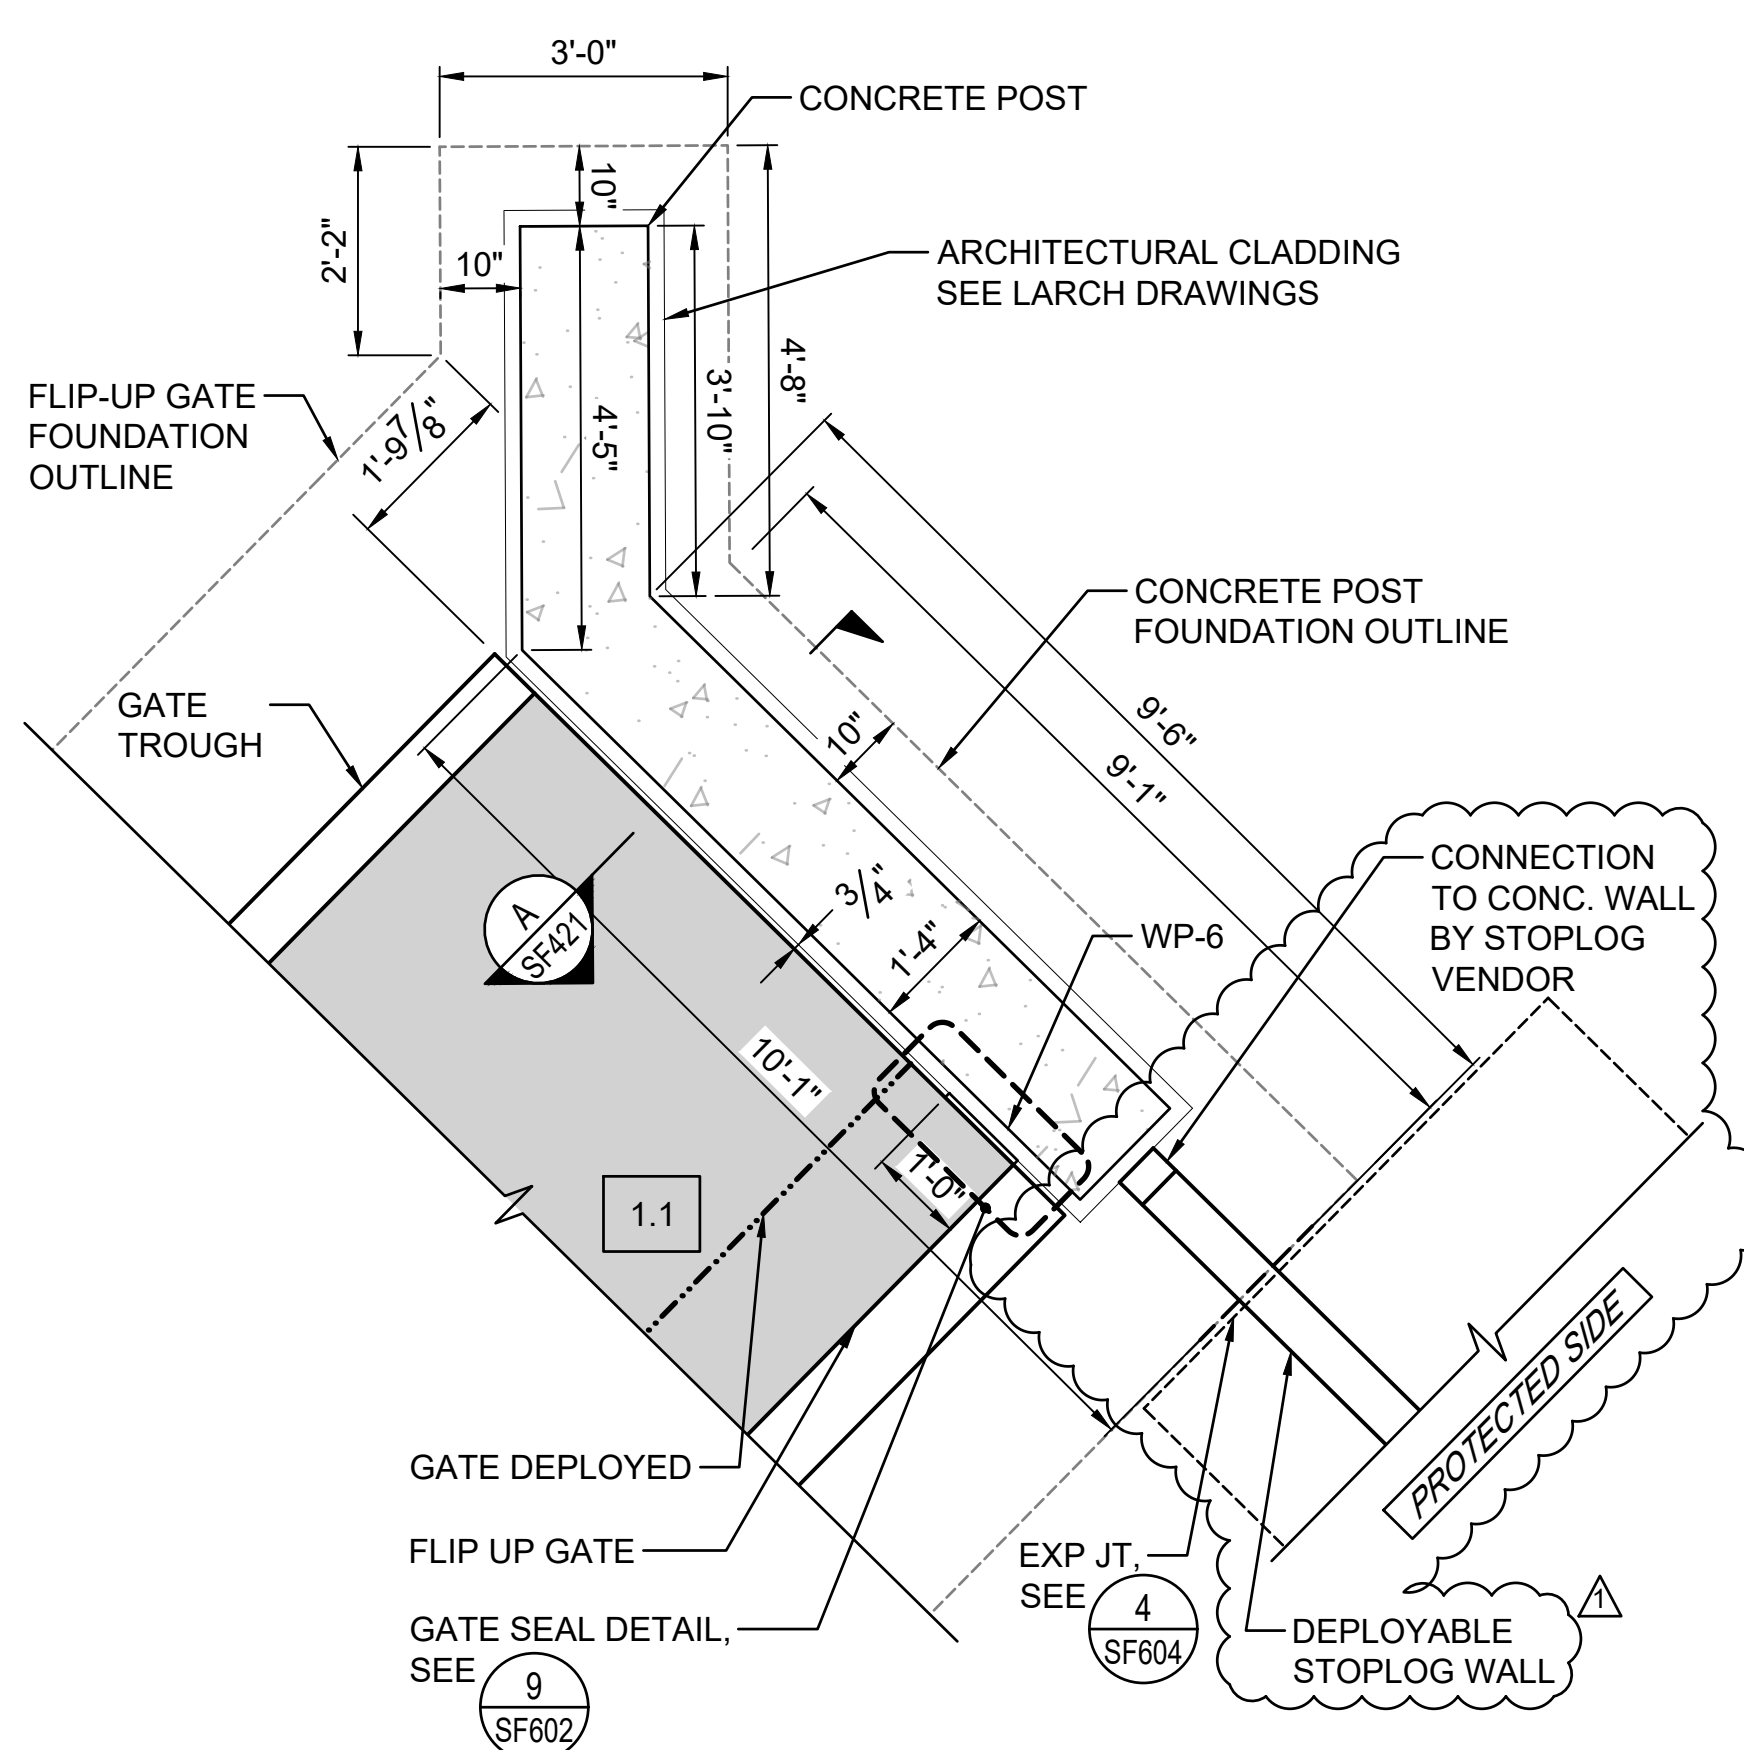 3'-0"
CONCRETE POST
10"
2'-2"
10"
ARCHITECTURAL CLADDING
SEE LARCH DRAWINGS
4'-8"
3'-10"
4'-5"
FLIP-UP GATE
FOUNDATION
OUTLINE
1'-9 7/8"
CONCRETE POST
FOUNDATION OUTLINE
GATE
TROUGH
10"
9'-6"
9'-1"
CONNECTION
TO CONC. WALL
BY STOPLOG
VENDOR
3/4"
A
SF421
1'-4"
WP-6
10'-1"
1'-0"
1.1
PROTECTED SIDE
GATE DEPLOYED
FLIP UP GATE
GATE SEAL DETAIL,
SEE
9
SF602
EXP JT,
SEE
4
SF604
DEPLOYABLE
STOPLOG WALL
1